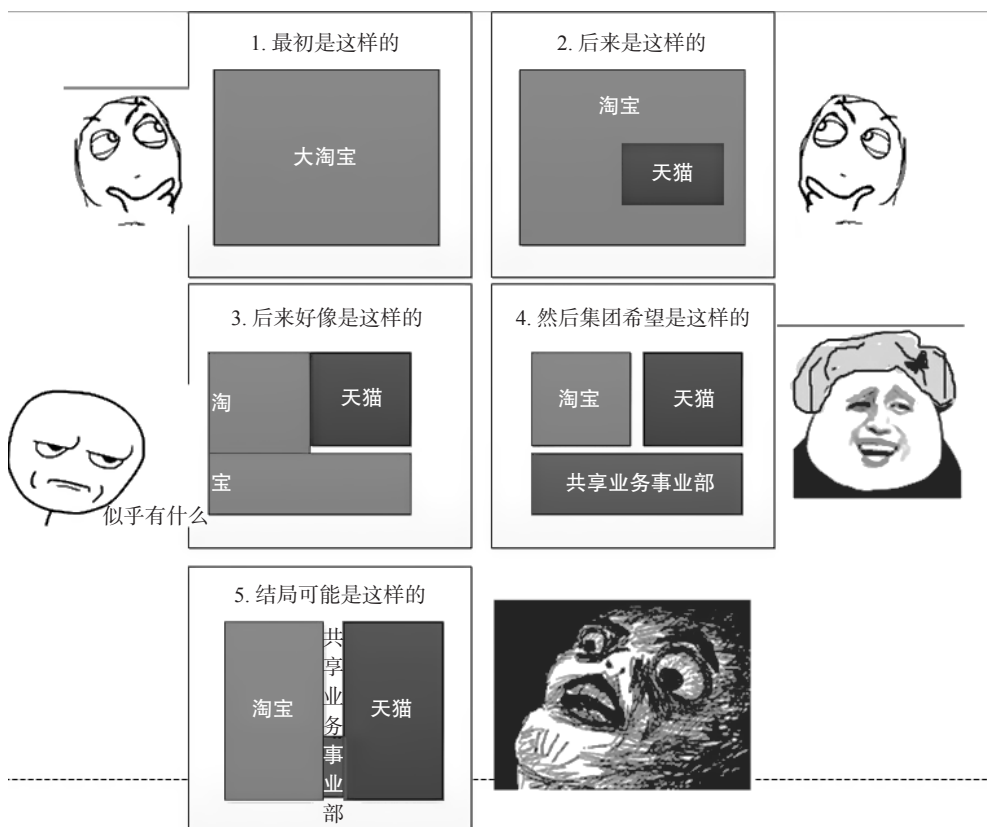 1. 最初是这样的
大淘宝
2. 后来是这样的
淘宝
天猫
3. 后来好像是这样的
淘
天猫
宝
似乎有什么
4. 然后集团希望是这样的
淘宝
天猫
共享业务事业部
5. 结局可能是这样的
淘宝
共享业务事业部
天猫